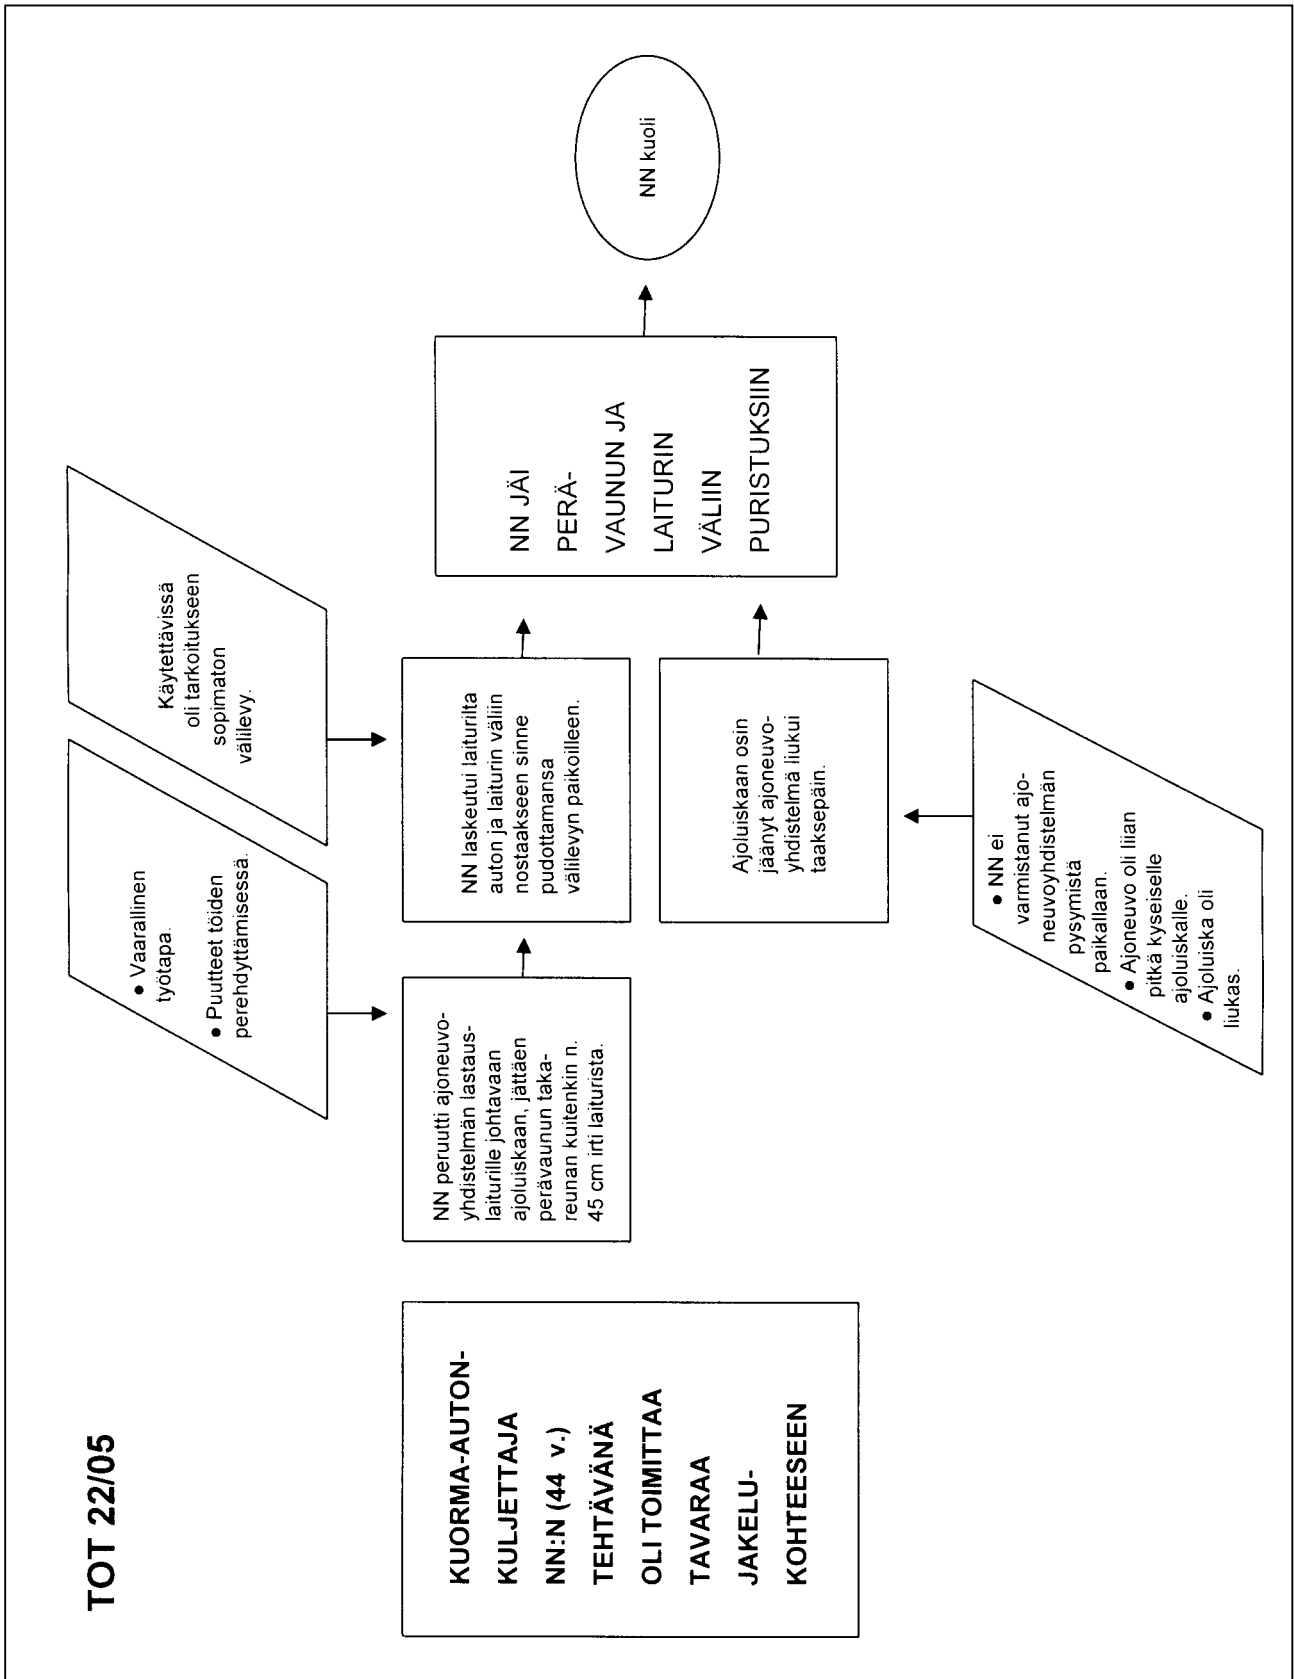 TOT 22/05
KUORMA-AUTON-
KULJETTAJA
NN:N (44 v.)
TEHTÄVÄNÄ
OLI TOIMITTAA
TAVARAA
JAKELU-
KOHTEESEEN
• Vaarallinen
työtapa.
• Puutteet töiden
perehdyttämisessä.
NN peruutti ajoneuvo-
yhdistelmän lastaus-
laiturille johtavaan
ajoluiskaan, jättäen
perävaunun taka-
reunan kuitenkin n.
45 cm irti laiturista.
Käytettävissä
oli tarkoitukseen
sopimaton
välilevy.
NN laskeutui laiturilta
auton ja laiturin väliin
nostaakseen sinne
pudottamansa
välilevyn paikoilleen.
Ajoluiskaan osin
jäänyt ajoneuvo-
yhdistelmä liukui
taaksepäin.
• NN ei
varmistanut ajo-
neuvoyhdistelmän
pysymistä
paikallaan.
• Ajoneuvo oli liian
pitkä kyseiselle
ajoluiskalle.
• Ajoluiska oli
liukas.
NN JÄI
PERÄ-
VAUNUN JA
LAITURIN
VÄLIIN
PURISTUKSIIN
NN kuoli